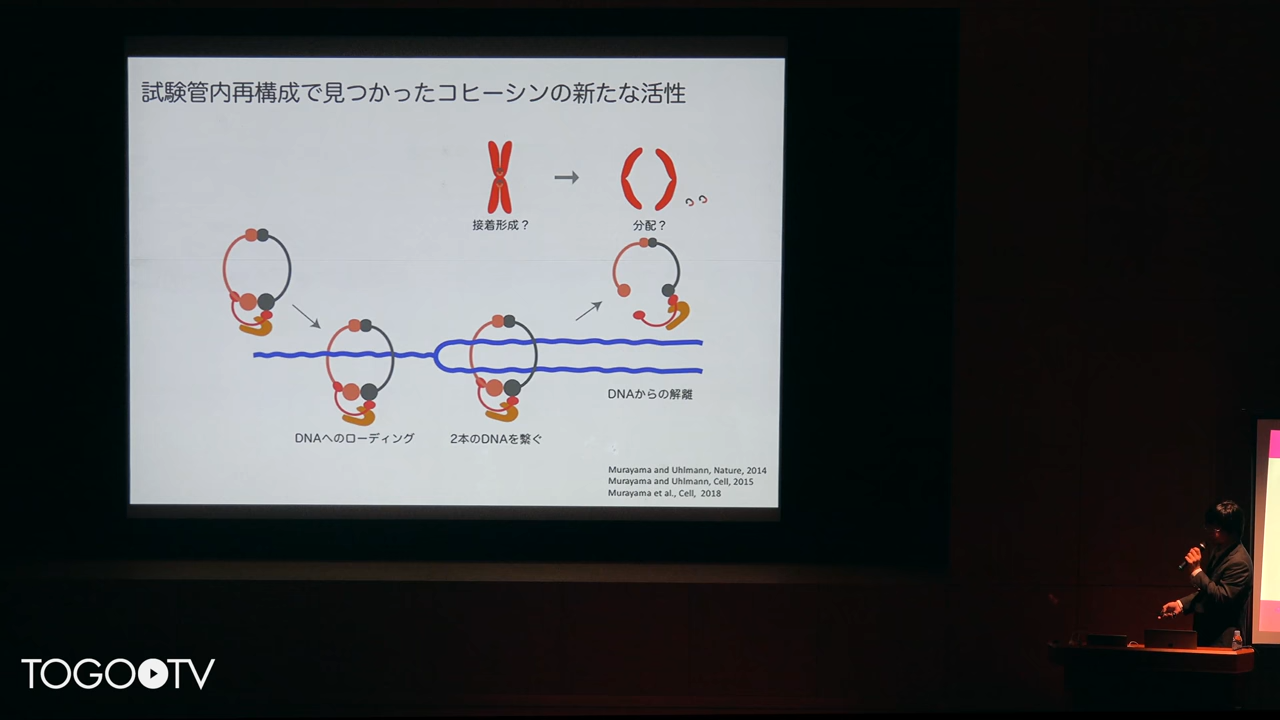 試験管内再構成で見つかったコヒーシンの新たな活性
接着形成？
分配？
DNAからの解離
DNAへのローディング
2本のDNAを繋ぐ
Murayama and Uhlmann, Nature, 2014
Murayama and Uhlmann, Cell, 2015
Murayama et al., Cell, 2018
TOGOTV